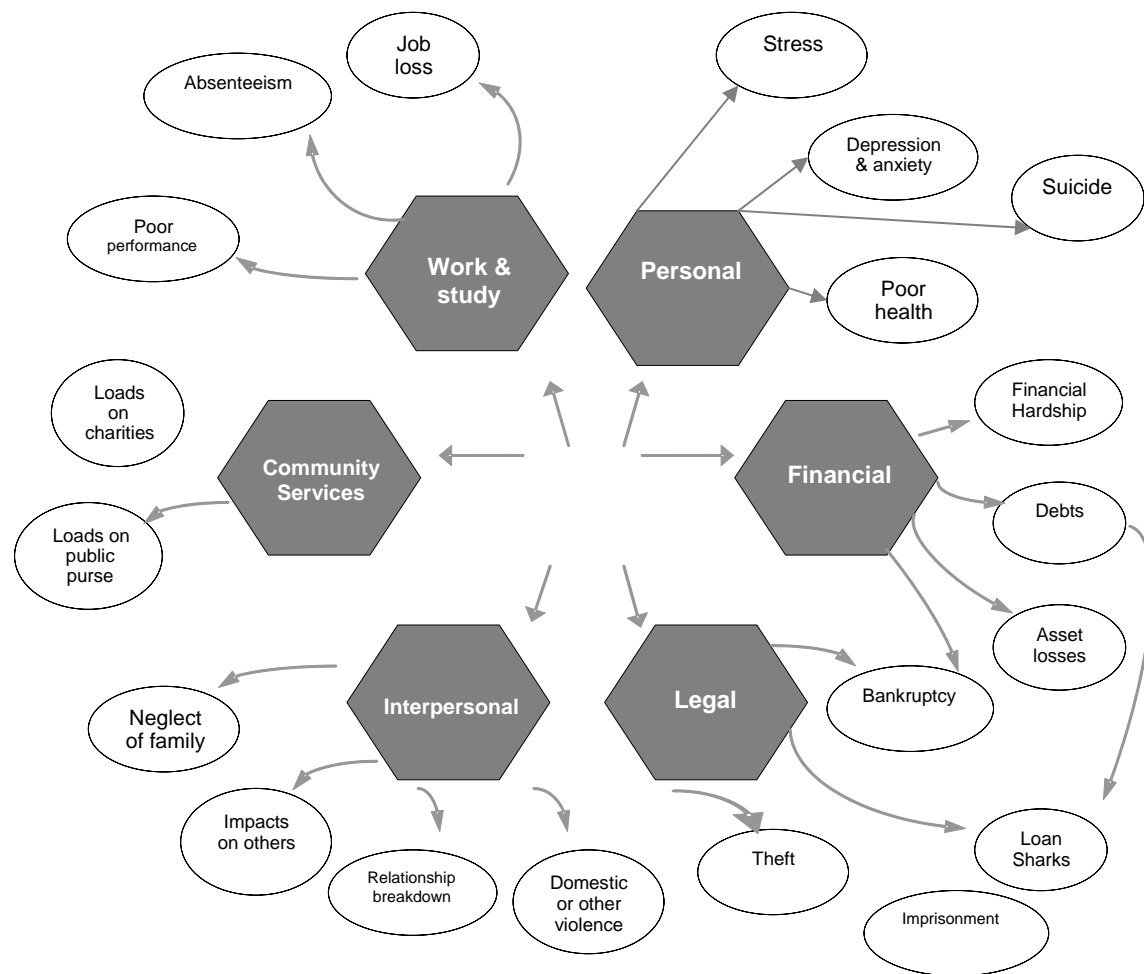 Job
loss
Stress
Absenteeism
Depression
& anxiety
Suicide
Poor
performance
Work &
study
Personal
Poor
health
Loads
on
charities
Financial
Hardship
Community
Services
Financial
Loads on
public
purse
Debts
Asset
losses
Interpersonal
Legal
Bankruptcy
Neglect
of family
Impacts
on others
Relationship
breakdown
Domestic
or other
violence
Theft
Loan
Sharks
Imprisonment